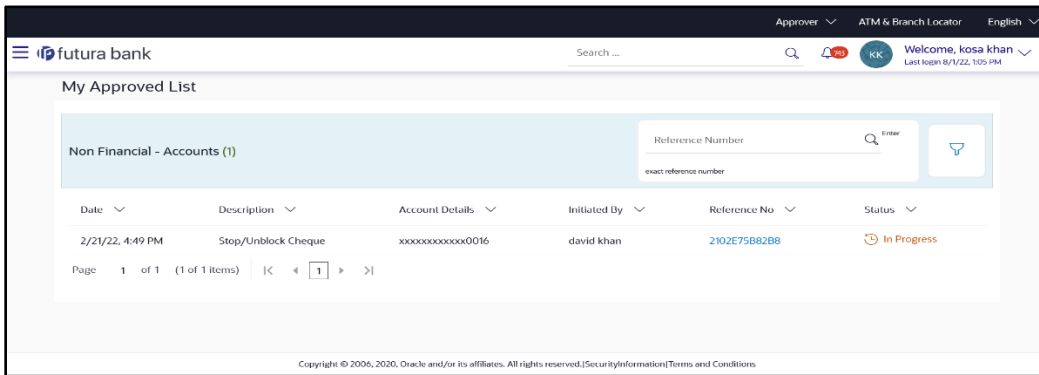 Approver ATM & Branch Locator English
futura bank Search ... 743 KK Welcome, kosa khan
Last login 8/1/22, 1:05 PM
My Approved List
Non Financial - Accounts (1) Reference Number Enter
exact reference number
Date Description Account Details Initiated By Reference No Status
2/21/22, 4:49 PM Stop/Unblock Cheque xxxxxxxxxxxx0016 david khan 2102E75B82B8 In Progress
Page 1 of 1 (1 of 1 items) 1
Copyright © 2006, 2020, Oracle and/or its affiliates. All rights reserved.|SecurityInformation|Terms and Conditions